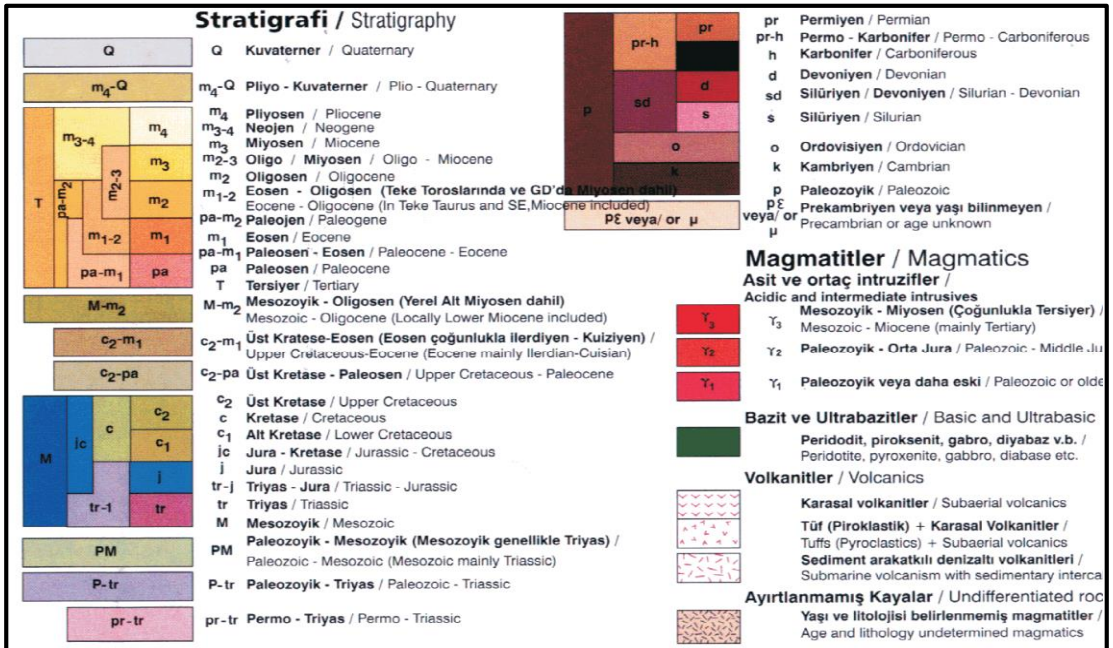 Stratigrafi / Stratigraphy
Q Q Kuvaterner / Quaternary
m4-Q m4-Q Pliyo - Kuvaterner / Plio - Quaternary
T
m3-4
pa-m2
m2-3
m1-2
pa-m1
m4
m3
m2
m1
pa
m4 Pliyosen / Pliocene
m3-4 Neojen / Neogene
m3 Miyosen / Miocene
m2-3 Oligo / Miyosen / Oligo - Miocene
m2 Oligosen / Oligocene
m1-2 Eosen - Oligosen (Teke Toroslarında ve GD'da Miyosen dahil)
Eocene - Oligocene (In Teke Taurus and SE,Miocene included)
pa-m2 Paleojen / Paleogene
m1 Eosen / Eocene
pa-m1 Paleosen - Eosen / Paleocene - Eocene
pa Paleosen / Paleocene
T Tersiyer / Tertiary
M-m2 M-m2 Mesozoyik - Oligosen (Yerel Alt Miyosen dahil)
Mesozoic - Oligocene (Locally Lower Miocene included)
c2-m1 c2-m1 Üst Kratese-Eosen (Eosen çoğunlukla ilerdiyen - Kuiziyen) /
Upper Cretaceous-Eocene (Eocene mainly Ilerdian-Cuisian)
c2-pa c2-pa Üst Kretase - Paleosen / Upper Cretaceous - Paleocene
M
jc
c
tr-1
c2
c1
j
tr
c2 Üst Kretase / Upper Cretaceous
c Kretase / Cretaceous
c1 Alt Kretase / Lower Cretaceous
jc Jura - Kretase / Jurassic - Cretaceous
j Jura / Jurassic
tr-j Triyas - Jura / Triassic - Jurassic
tr Triyas / Triassic
M Mesozoyik / Mesozoic
PM PM Paleozoyik - Mesozoyik (Mesozoyik genellikle Triyas) /
Paleozoic - Mesozoic (Mesozoic mainly Triassic)
P-tr P-tr Paleozoyik - Triyas / Paleozoic - Triassic
pr-tr pr-tr Permo - Triyas / Permo - Triassic
p
pr-h
sd
pr
d
s
o
k
pr Permiyen / Permian
pr-h Permo - Karbonifer / Permo - Carboniferous
h Karbonifer / Carboniferous
d Devoniyen / Devonian
sd Silüriyen / Devoniyen / Silurian - Devonian
s Silüriyen / Silurian
o Ordovisiyen / Ordovician
k Kambriyen / Cambrian
p Paleozoyik / Paleozoic
PƐ veya/ or μ
pƐ veya/ or μ Prekambriyen veya yaşı bilinmeyen /
Precambrian or age unknown
Magmatitler / Magmatics
Asit ve ortaç intruzifler /
Acidic and intermediate intrusives
ϒ3 ϒ3 Mesozoyik - Miyosen (Çoğunlukla Tersiyer) /
Mesozoic - Miocene (mainly Tertiary)
ϒ2 ϒ2 Paleozoyik - Orta Jura / Paleozoic - Middle Ju
ϒ1 ϒ1 Paleozoyik veya daha eski / Paleozoic or olde
Bazit ve Ultrabazitler / Basic and Ultrabasic
Peridodit, piroksenit, gabro, diyabaz v.b. /
Peridotite, pyroxenite, gabbro, diabase etc.
Volkanitler / Volcanics
Karasal volkanitler / Subaerial volcanics
Tüf (Piroklastik) + Karasal Volkanitler /
Tuffs (Pyroclastics) + Subaerial volcanics
Sediment arakatkılı denizaltı volkanitleri /
Submarine volcanism with sedimentary interca
Ayırtlanmamış Kayalar / Undifferentiated roc
Yaşı ve litolojisi belirlenmemiş magmatitler /
Age and lithology undetermined magmatics